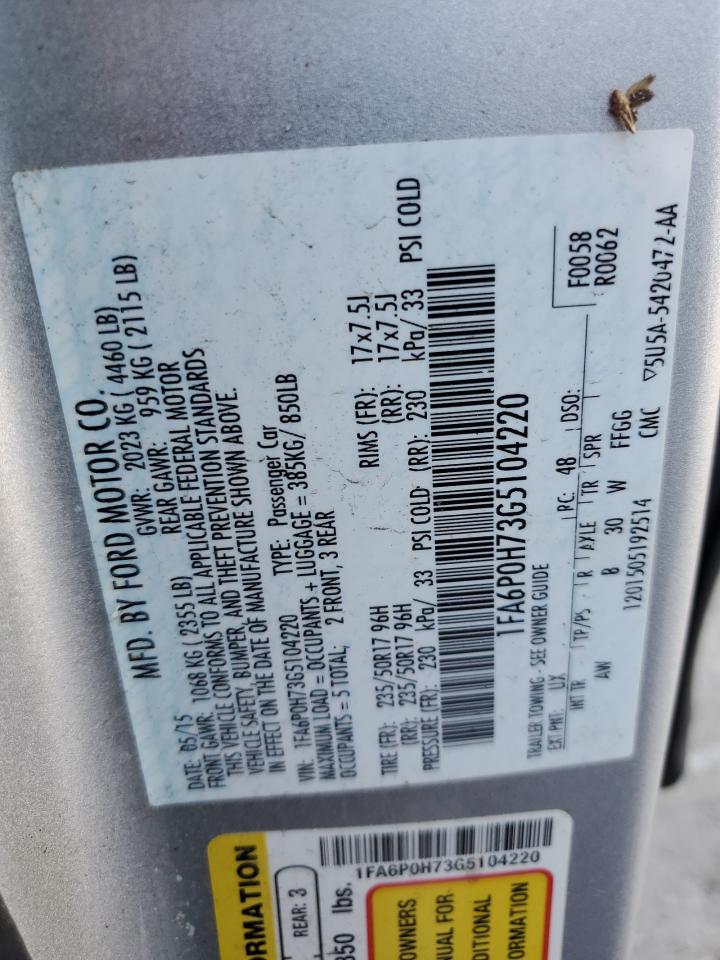 MFD. BY FORD MOTOR CO.
DATE: 05/15 GVWR: 2023 KG ( 4460 LB)
FRONT GAWR: 1068 KG ( 2355 LB) REAR GAWR: 959 KG ( 2115 LB)
THIS VEHICLE CONFORMS TO ALL APPLICABLE FEDERAL MOTOR
VEHICLE SAFETY, BUMPER, AND THEFT PREVENTION STANDARDS
IN EFFECT ON THE DATE OF MANUFACTURE SHOWN ABOVE.
VIN: 1FA6P0H73G5104220 TYPE: Passenger Car
MAXIMUM LOAD = OCCUPANTS + LUGGAGE = 385KG/ 850LB
OCCUPANTS = 5 TOTAL; 2 FRONT, 3 REAR
TIRE (FR): 235/50R17 96H RIMS (FR): 17x7.5J
(RR): 235/50R17 96H (RR): 17x7.5J
PRESSURE (FR): 230 kPa/ 33 PSI COLD (RR): 230 kPa/ 33 PSI COLD
1FA6P0H73G5104220
TRAILER TOWING - SEE OWNER GUIDE
EXT PNT: UX RC: 48 DSO: F0058
R0062
INT TR TP/PS R AXLE TR SPR
AW B 30 W FFGG
1201505192514 CMC ▽5U5A-5420472-AA
1FA6P0H73G5104220
ORMATION
REAR: 3
350 lbs.
OWNERS
NUAL FOR
DITIONAL
ORMATION